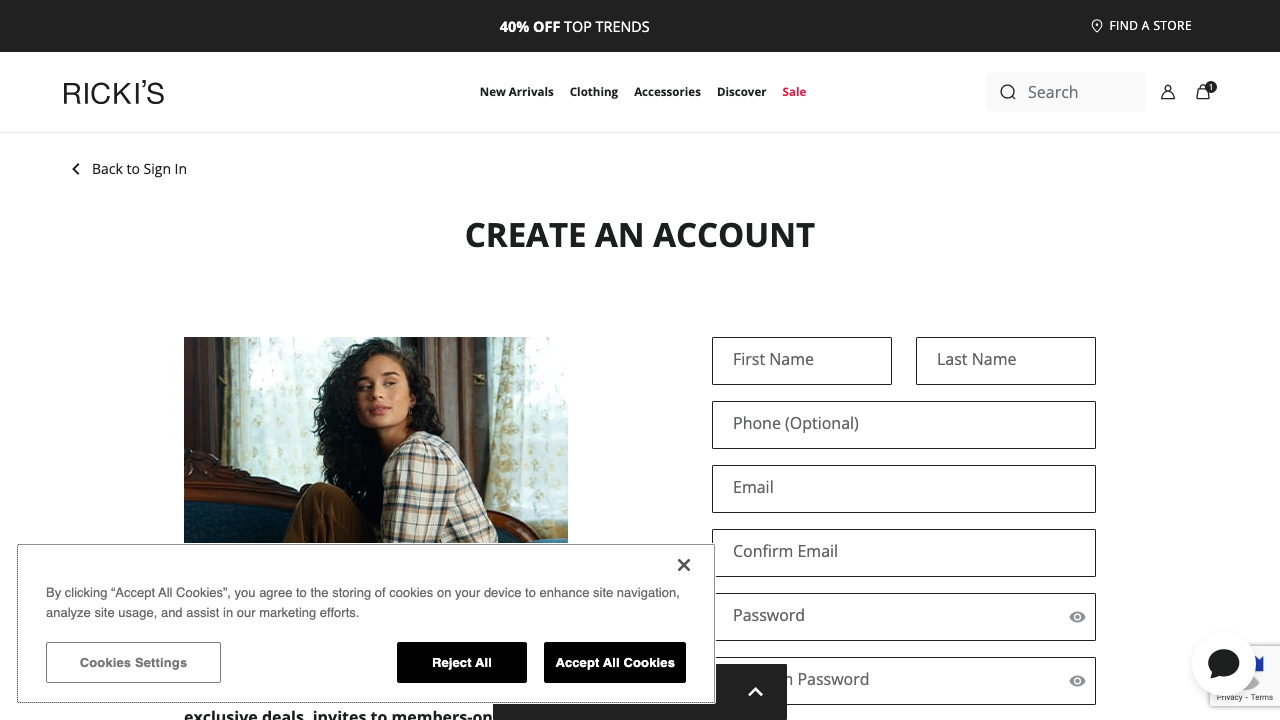 40% OFF TOP TRENDS
FIND A STORE
RICKI'S
New Arrivals Clothing Accessories Discover Sale
Search
1
Back to Sign In
CREATE AN ACCOUNT
First Name
Last Name
Phone (Optional)
Email
Confirm Email
Password
Password
By clicking “Accept All Cookies”, you agree to the storing of cookies on your device to enhance site navigation,
analyze site usage, and assist in our marketing efforts.
Cookies Settings
Reject All
Accept All Cookies
Privacy - Terms
exclusive deals, invites to members-on